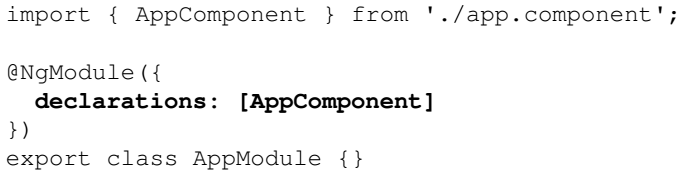 import { AppComponent } from './app.component';
@NgModule({
  declarations: [AppComponent]
})
export class AppModule {}